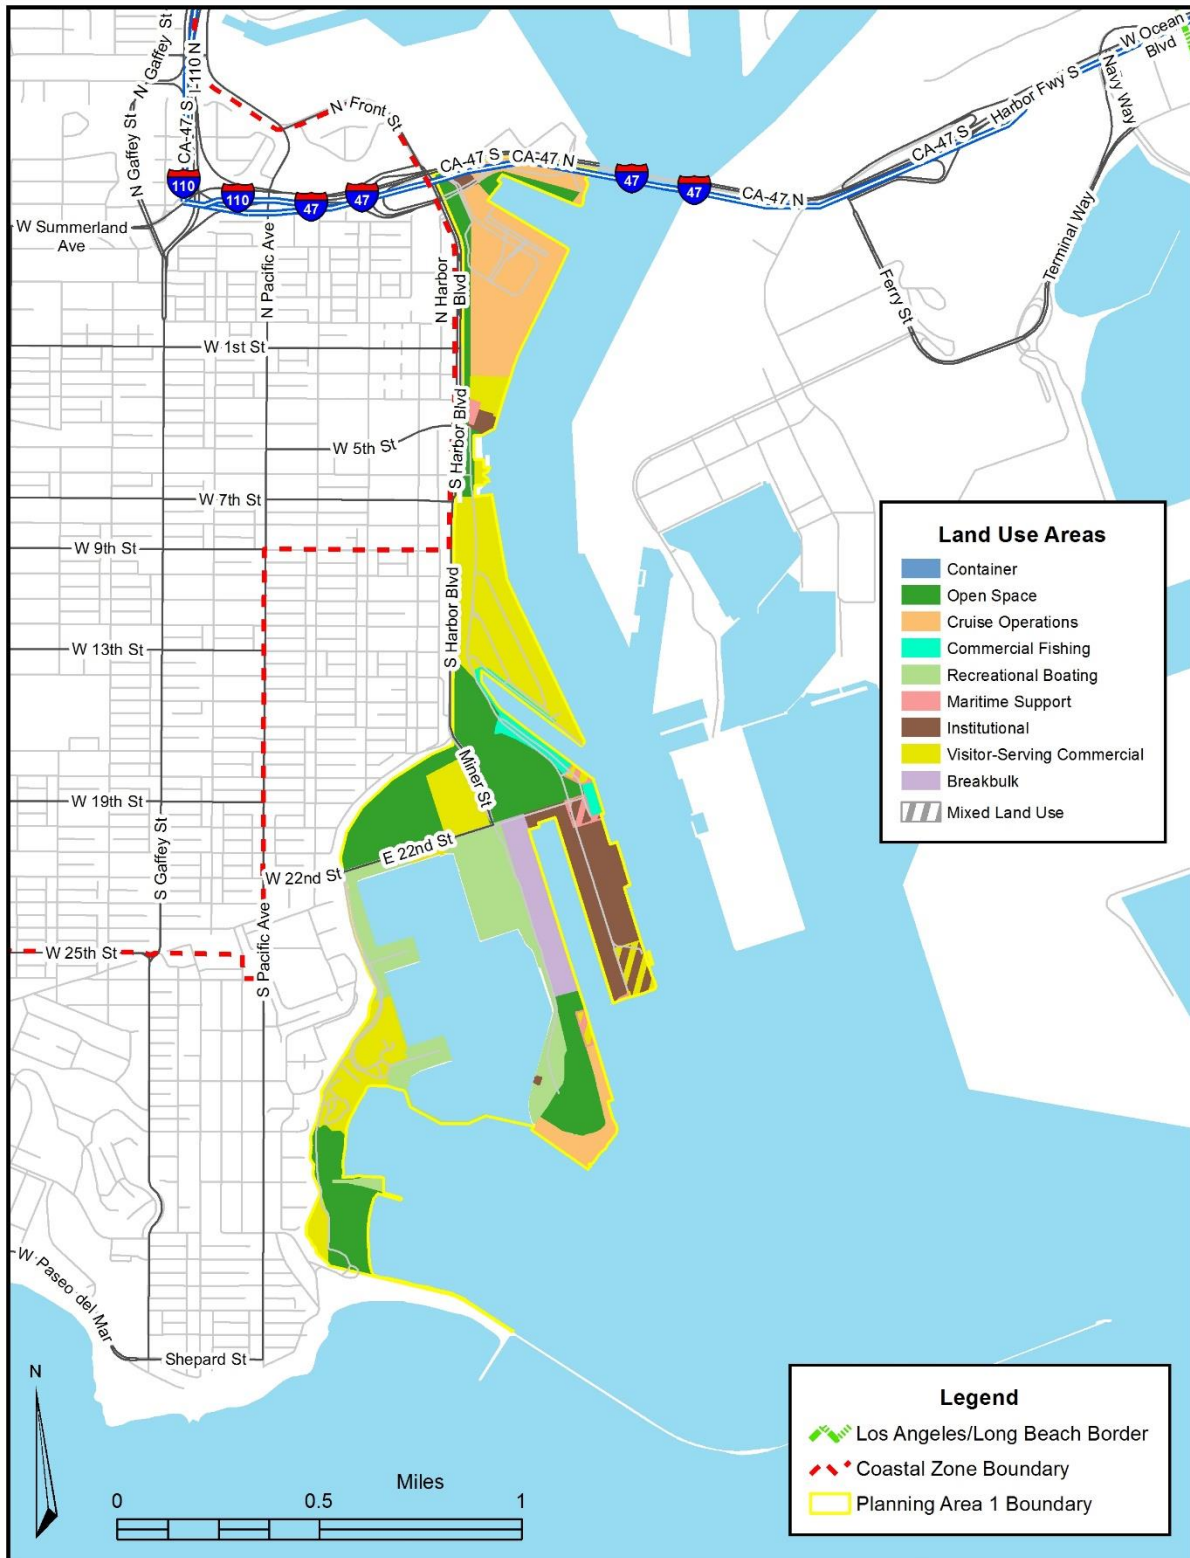 N Gaffey St
I-110 N
CA-47 S
N Gaffey St
N Front St
W Ocean
Blvd
Navy Way
Harbor Fwy S
CA-47 S
CA-47 S
CA-47 N
CA-47 N
110
110
47
47
47
47
W Summerland
Ave
N Pacific Ave
N Harbor
Blvd
Ferry St
Terminal Way
W 1st St
W 5th St
S Harbor Blvd
W 7th St
W 9th St
S Harbor Blvd
W 13th St
Miner St
W 19th St
E 22nd St
W 22nd St
S Gaffey St
S Pacific Ave
W 25th St
W Paseo del Mar
Shepard St
Land Use Areas
Container
Open Space
Cruise Operations
Commercial Fishing
Recreational Boating
Maritime Support
Institutional
Visitor-Serving Commercial
Breakbulk
Mixed Land Use
Legend
Los Angeles/Long Beach Border
Coastal Zone Boundary
Planning Area 1 Boundary
N
Miles
0 0.5 1